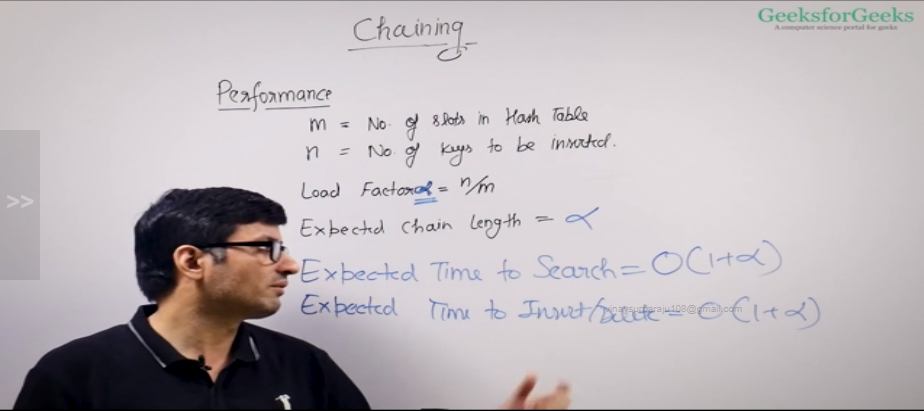 GeeksforGeeks
A computer science portal for geeks
Chaining
Performance
m = No. of slots in Hash Table
n = No. of keys to be inserted.
Load Factor α = n/m
Expected chain length = α
Expected Time to Search = O(1+α)
Expected Time to Insert/Delete = O(1+α)
>>